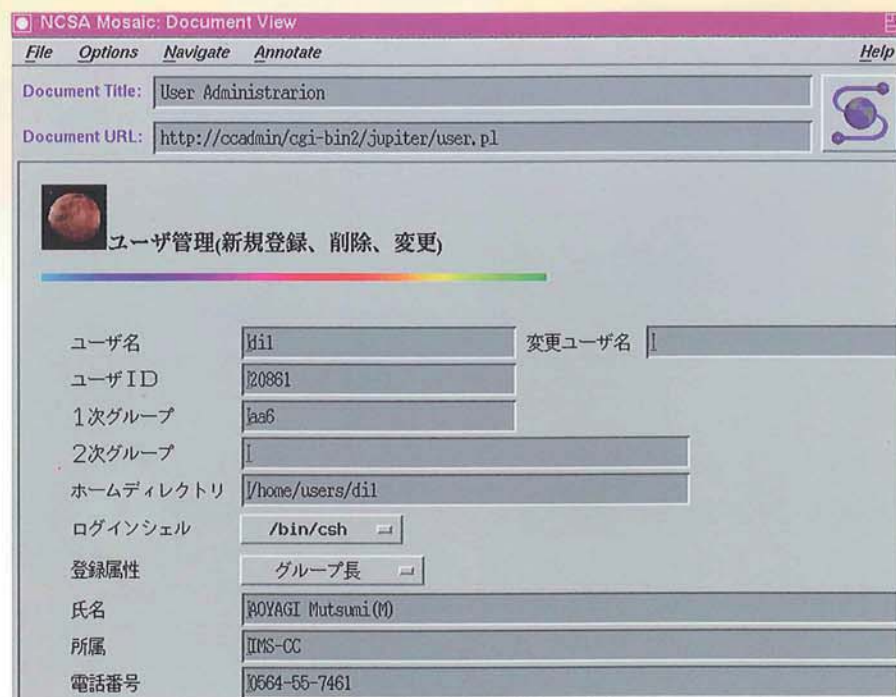 NCSA Mosaic: Document View
File Options Navigate Annotate Help
Document Title: User Administrarion
Document URL: http://ccadmin/cgi-bin2/jupiter/user.pl
ユーザ管理(新規登録、削除、変更)
ユーザ名 di1 変更ユーザ名
ユーザID 20861
1次グループ aa6
2次グループ
ホームディレクトリ /home/users/di1
ログインシェル /bin/csh
登録属性 グループ長
氏名 AOYAGI Mutsumi(M)
所属 IMS-CC
電話番号 0564-55-7461